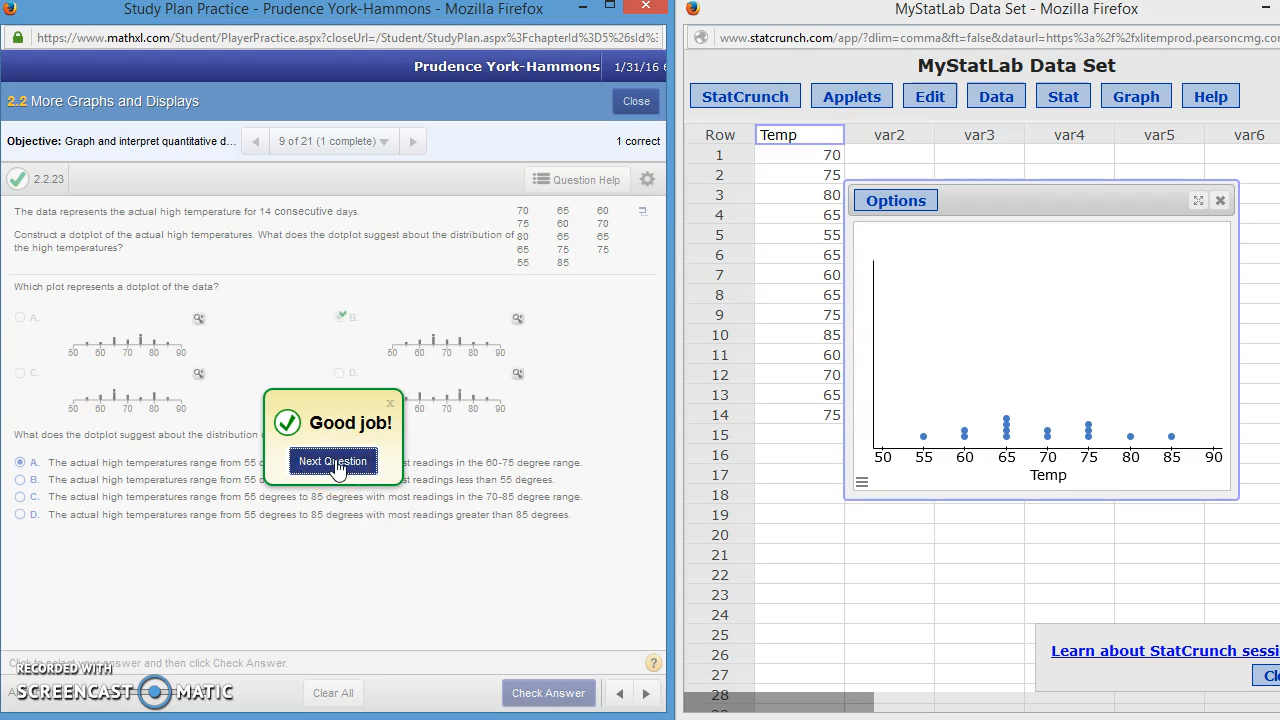 Study Plan Practice - Prudence York-Hammons - Mozilla Firefox
https://www.mathxl.com/Student/PlayerPractice.aspx?closeUrl=/Student/StudyPlan.aspx%3FchapterId%3D5%26sId%3
Prudence York-Hammons 1/31/16 6
2.2 More Graphs and Displays
Close
Objective: Graph and interpret quantitative d... 9 of 21 (1 complete) 1 correct
2.2.23 Question Help
The data represents the actual high temperature for 14 consecutive days.
Construct a dotplot of the actual high temperatures. What does the dotplot suggest about the distribution of the high temperatures?
70 65 60
75 60 70
80 65 65
65 75 75
55 85
Which plot represents a dotplot of the data?
A.
50 60 70 80 90
B.
50 60 70 80 90
C.
50 60 70 80 90
D.
60 70 80 90
What does the dotplot suggest about the distribution
A. The actual high temperatures range from 55 st readings in the 60-75 degree range.
B. The actual high temperatures range from 55 st readings less than 55 degrees.
C. The actual high temperatures range from 55 degrees to 85 degrees with most readings in the 70-85 degree range.
D. The actual high temperatures range from 55 degrees to 85 degrees with most readings greater than 85 degrees.
x
Good job!
Next Question
Click to select your answer and then click Check Answer.
?
RECORDED WITH
SCREENCAST MATIC
Clear All
Check Answer
MyStatLab Data Set - Mozilla Firefox
www.statcrunch.com/app/?dlim=comma&ft=false&dataurl=https%3a%2f%2fxlitemprod.pearsoncmg.co
MyStatLab Data Set
StatCrunch Applets Edit Data Stat Graph Help
Row Temp var2 var3 var4 var5 var6
1 70
2 75
3 80
4 65
5 55
6 65
7 60
8 65
9 75
10 85
11 60
12 70
13 65
14 75
15
16
17
18
19
20
21
22
23
24
25
26
27
28
Options
50 55 60 65 70 75 80 85 90
Temp
Learn about StatCrunch sessi
Cl